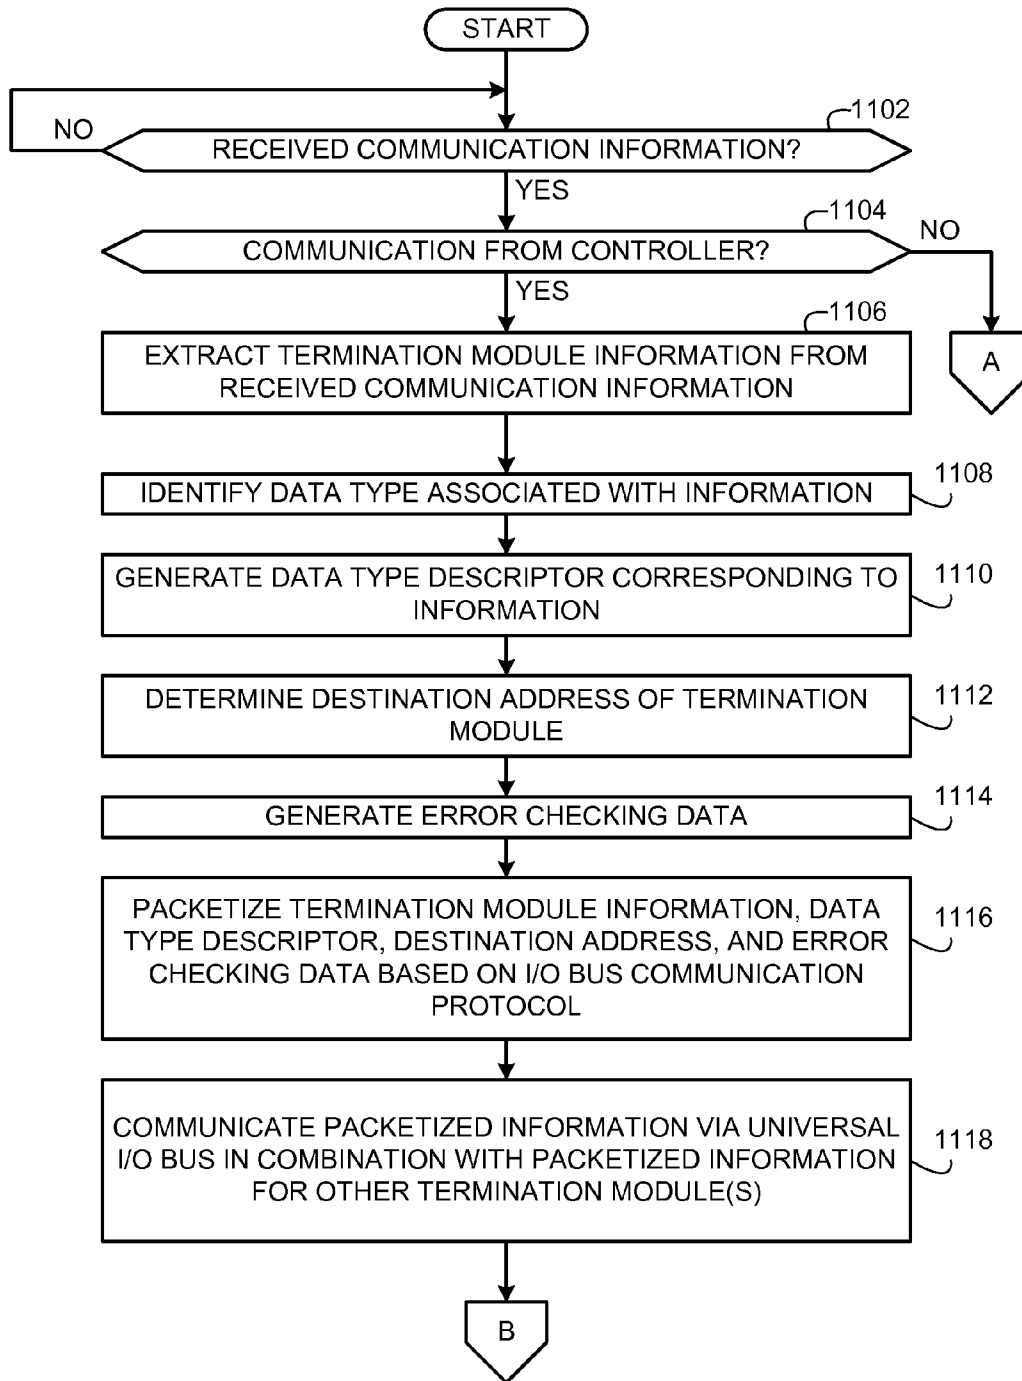 START
NO
1102
RECEIVED COMMUNICATION INFORMATION?
YES
1104
COMMUNICATION FROM CONTROLLER?
NO
YES
1106
EXTRACT TERMINATION MODULE INFORMATION FROM
RECEIVED COMMUNICATION INFORMATION
A
1108
IDENTIFY DATA TYPE ASSOCIATED WITH INFORMATION
GENERATE DATA TYPE DESCRIPTOR CORRESPONDING TO
INFORMATION
1110
DETERMINE DESTINATION ADDRESS OF TERMINATION
MODULE
1112
GENERATE ERROR CHECKING DATA
1114
PACKETIZE TERMINATION MODULE INFORMATION, DATA
TYPE DESCRIPTOR, DESTINATION ADDRESS, AND ERROR
CHECKING DATA BASED ON I/O BUS COMMUNICATION
PROTOCOL
1116
COMMUNICATE PACKETIZED INFORMATION VIA UNIVERSAL
I/O BUS IN COMBINATION WITH PACKETIZED INFORMATION
FOR OTHER TERMINATION MODULE(S)
1118
B